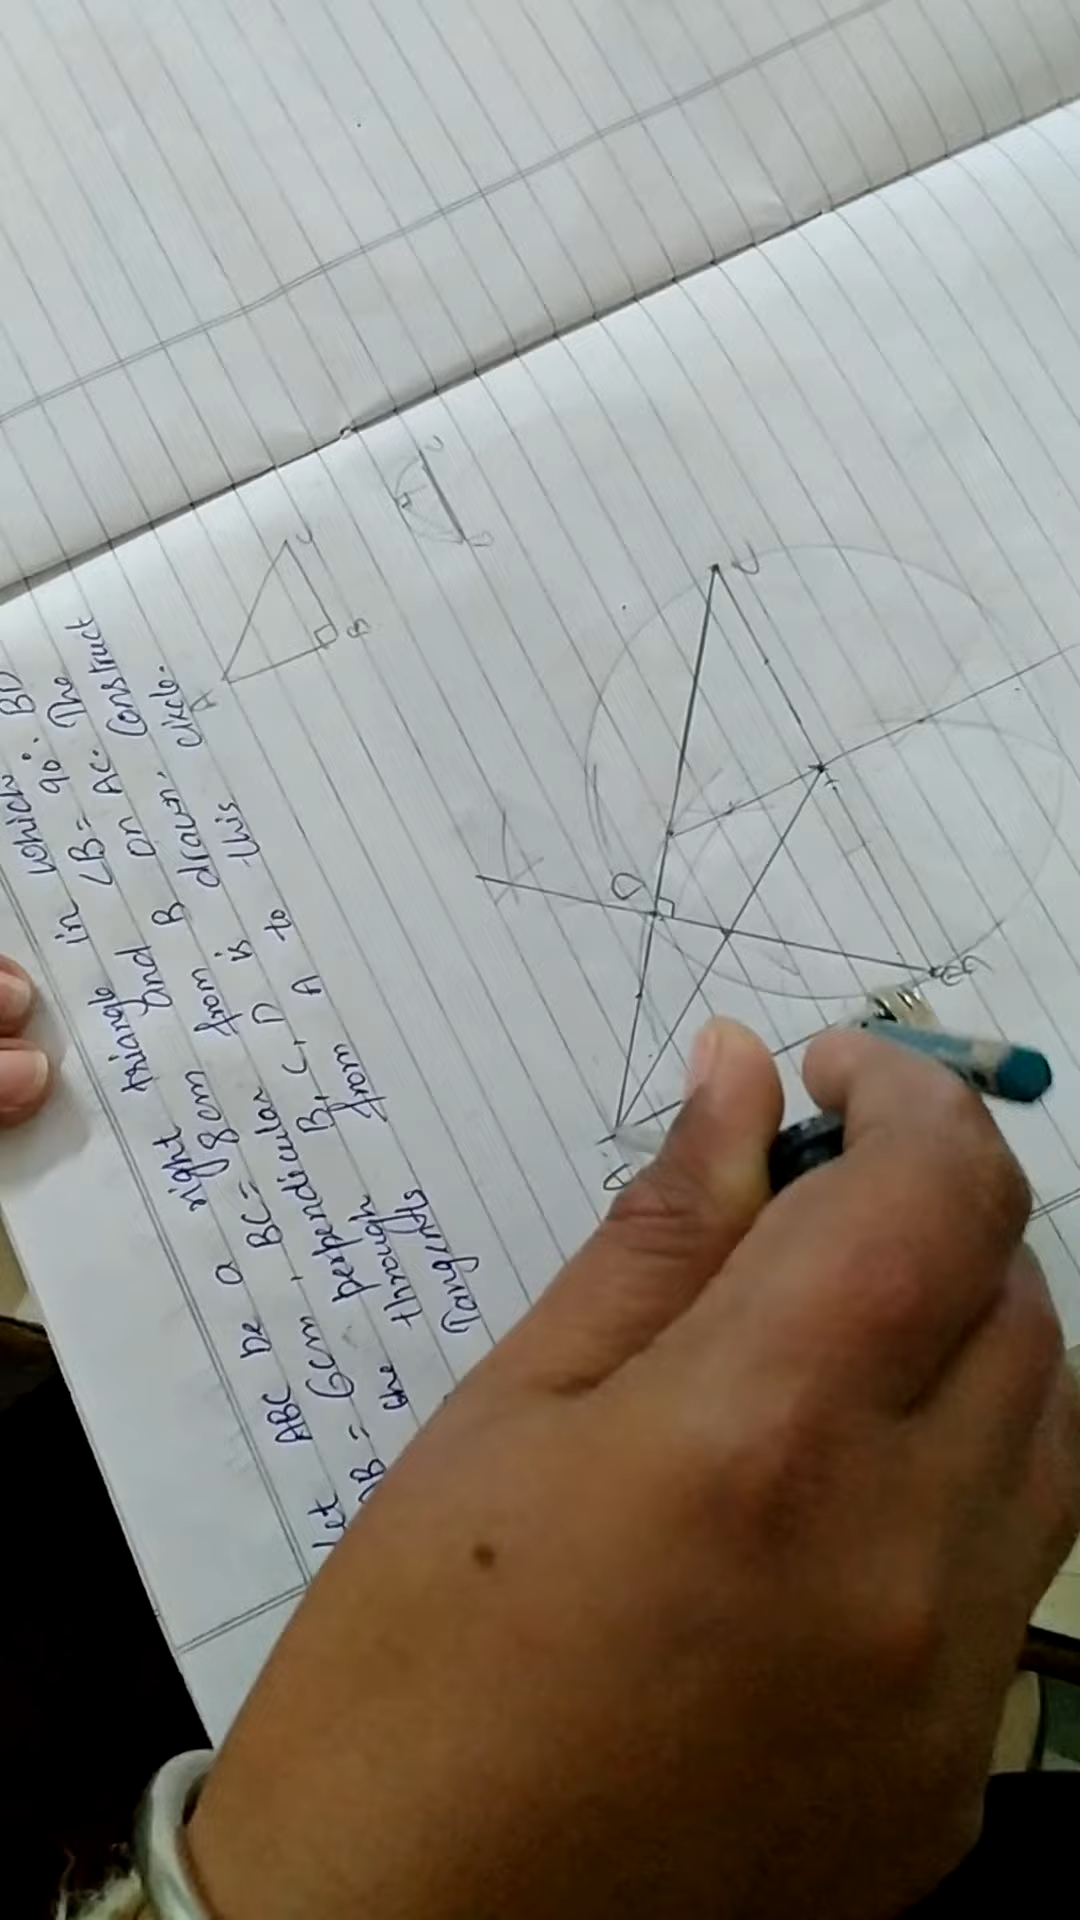 Let ABC be a right triangle in which
AB = 6cm, BC = 8cm and ∠B = 90°. BD
the perpendicular from B on AC. The
through B, C, D is drawn. Construct
Tangents from A to this circle.
A
B
C
C
A
D
C
B